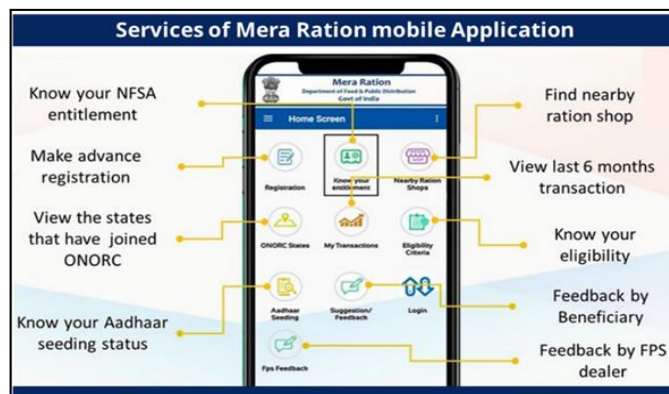 Services of Mera Ration mobile Application
Know your NFSA
entitlement
Make advance
registration
View the states
that have joined
ONORC
Know your Aadhaar
seeding status
Mera Ration
Department of Food & Public Distribution
Govt of India
Home Screen
Registration
Know your
entitlement
Nearby Ration
Shops
ONORC States
My Transactions
Eligibility
Criteria
Aadhaar
Seeding
Suggestion/
Feedback
Login
Fps Feedback
Find nearby
ration shop
View last 6 months
transaction
Know your
eligibility
Feedback by
Beneficiary
Feedback by FPS
dealer